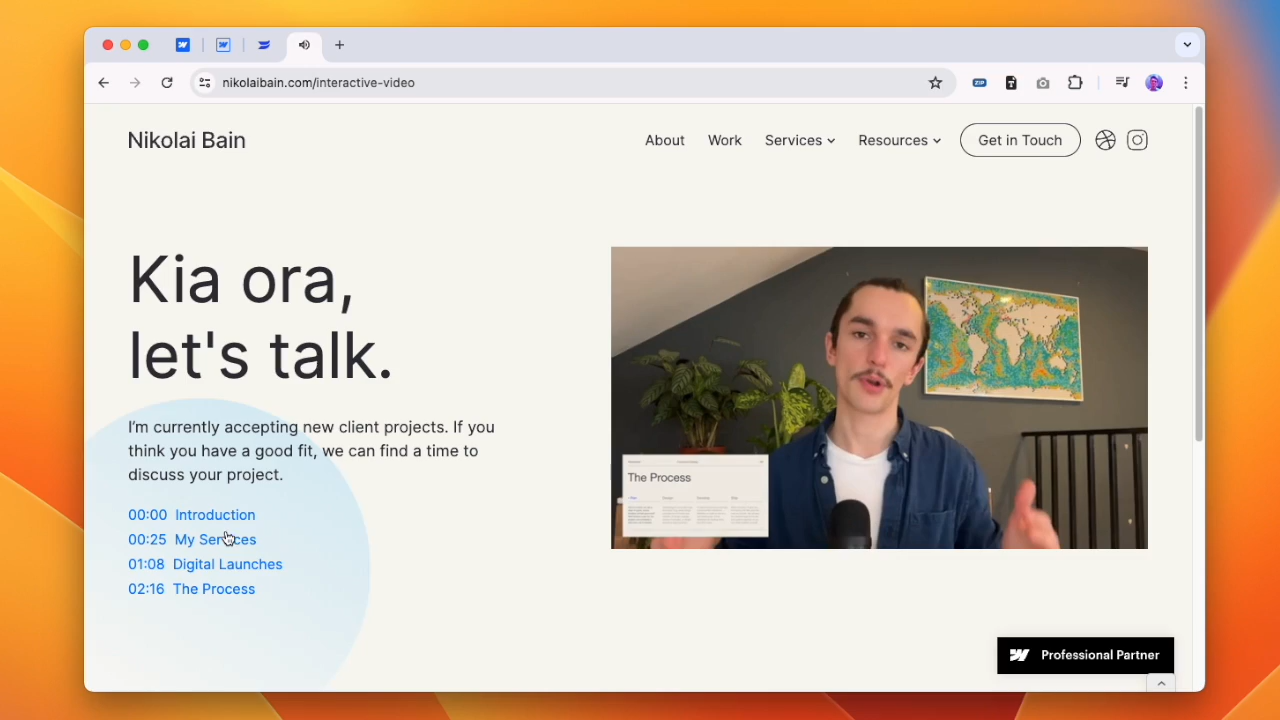 nikolaibain.com/interactive-video
ZIP
Nikolai Bain
About
Work
Services
Resources
Get in Touch
Kia ora,
let's talk.
I'm currently accepting new client projects. If you
think you have a good fit, we can find a time to
discuss your project.
00:00 Introduction
00:25 My Services
01:08 Digital Launches
02:16 The Process
The Process
Professional Partner